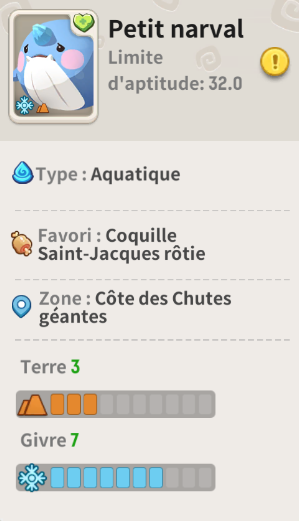 Petit narval
Limite
d'aptitude: 32.0
Type : Aquatique
Favori : Coquille
Saint-Jacques rôtie
Zone : Côte des Chutes
géantes
Terre 3
Givre 7